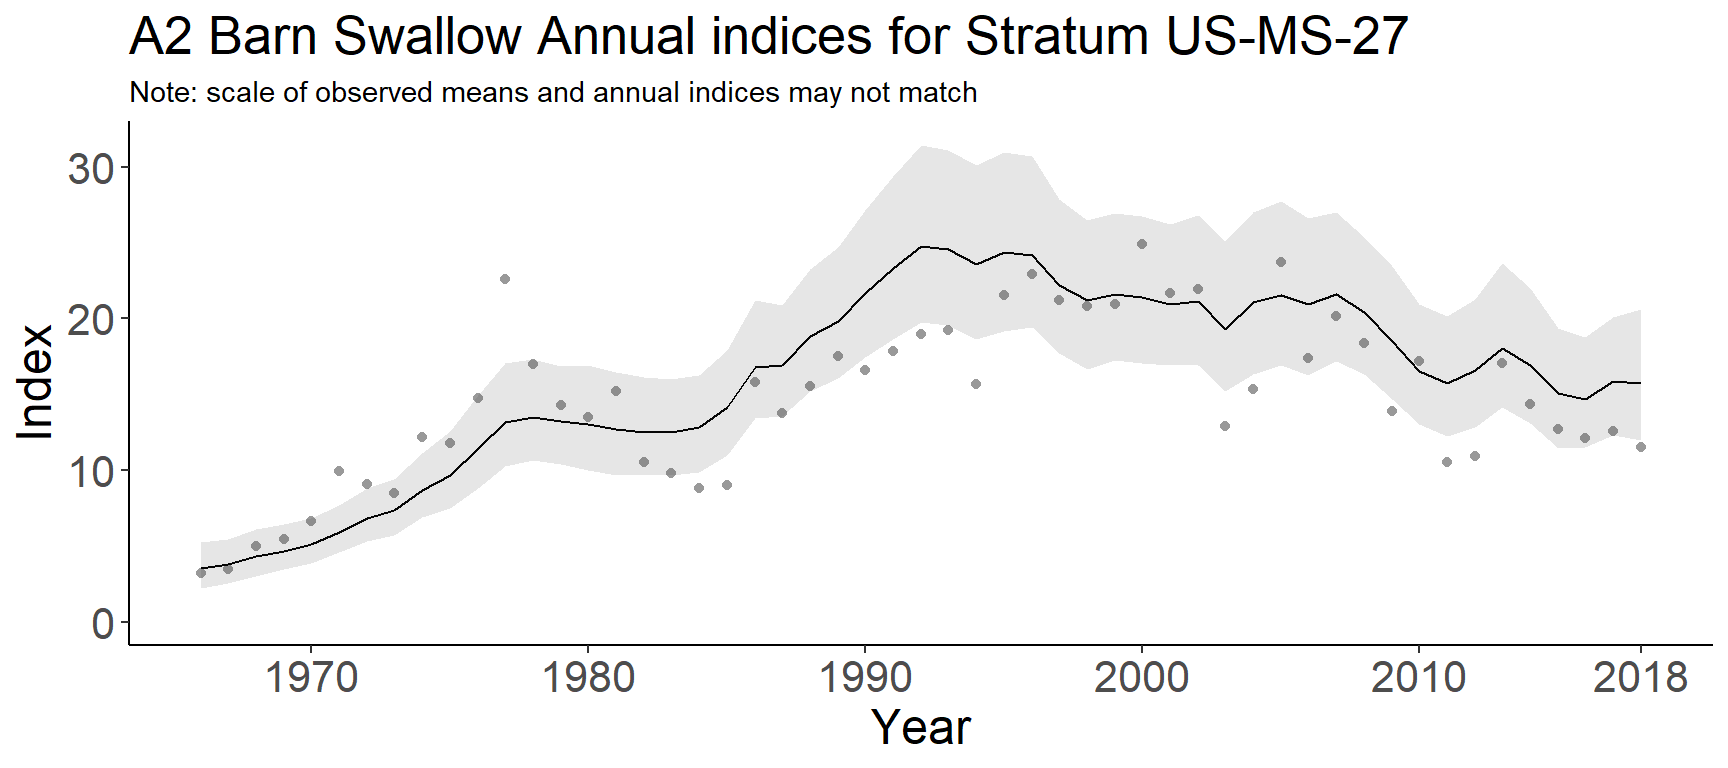 A2 Barn Swallow Annual indices for Stratum US-MS-27
Note: scale of observed means and annual indices may not match
30
20
10
0
Index
1970 1980 1990 2000 2010 2018
Year